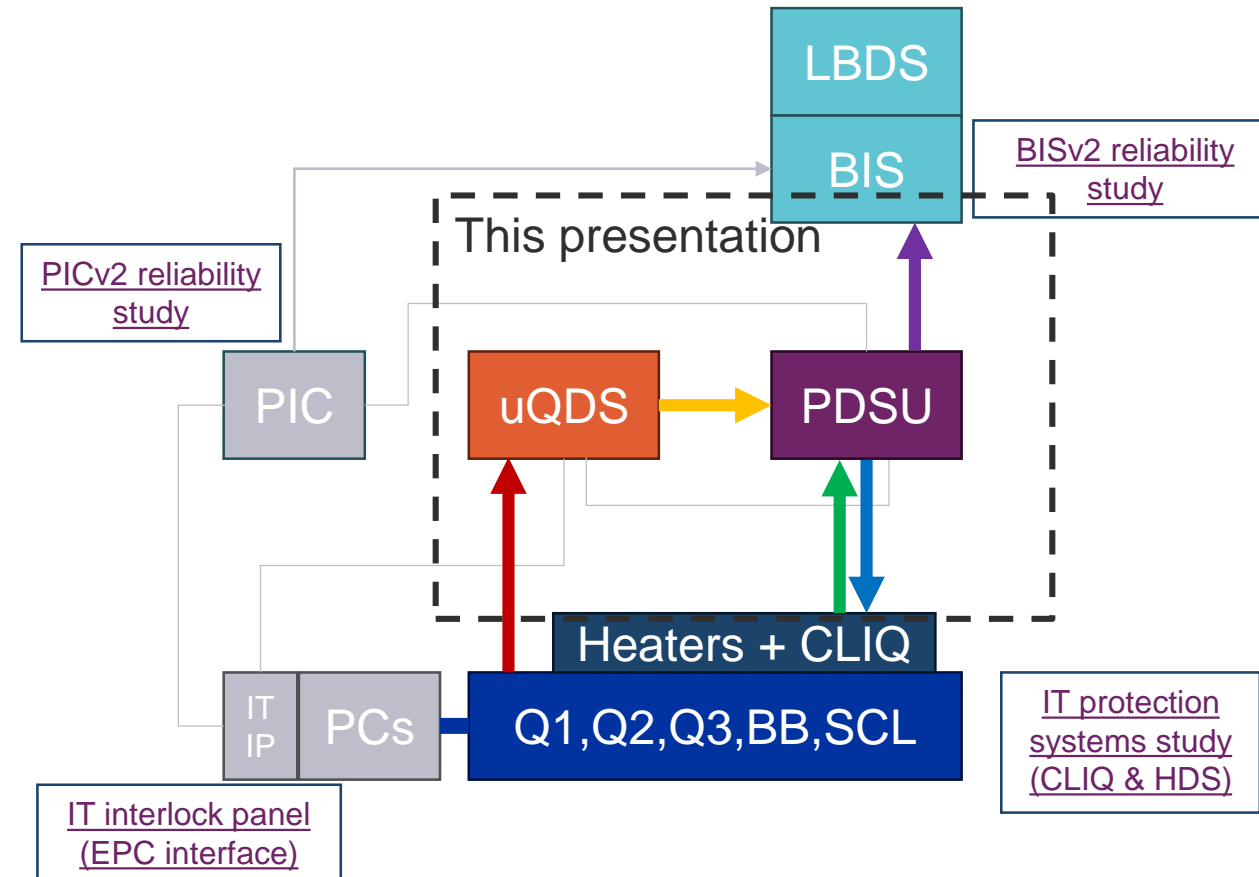 LBDS
BIS
BISv2 reliability
study
This presentation
PICv2 reliability
study
PIC
uQDS
PDSU
Heaters + CLIQ
IT
IP
PCs
Q1,Q2,Q3,BB,SCL
IT protection
systems study
(CLIQ & HDS)
IT interlock panel
(EPC interface)